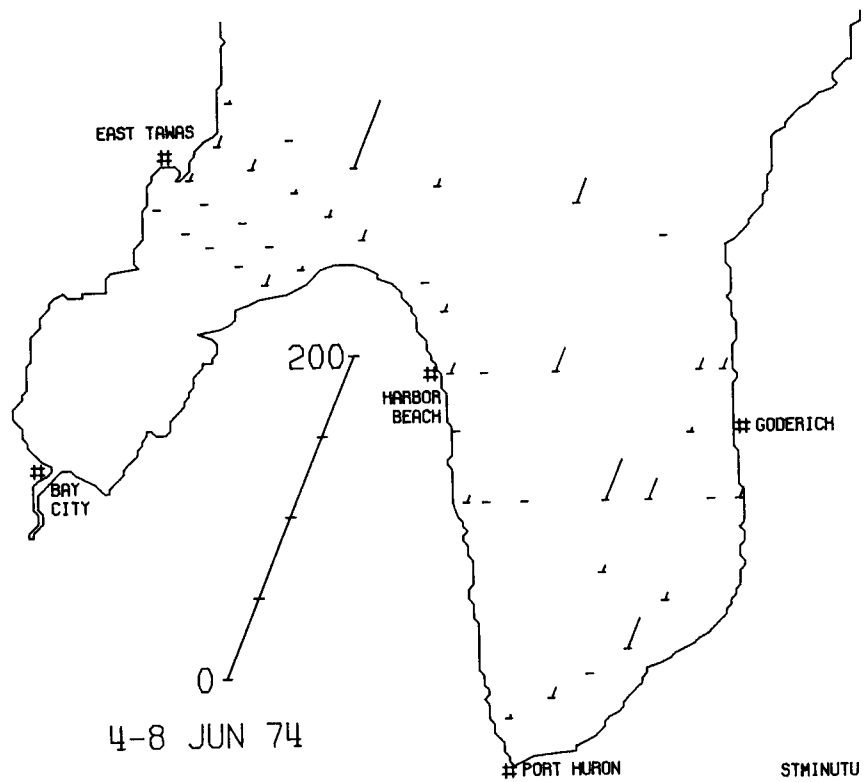 EAST TAWAS
200
HARBOR
BEACH
GODERICH
BAY
CITY
0
4-8 JUN 74
PORT HURON
STMINUTU